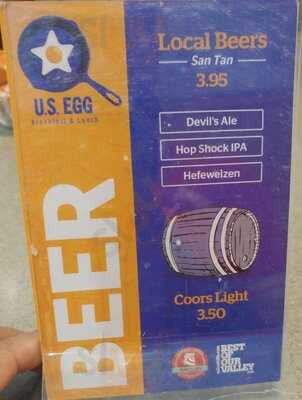 U.S. EGG
Breakfast & Lunch
BEER
Local Beers
San Tan
3.95
Devil's Ale
Hop Shock IPA
Hefeweizen
Coors Light
3.50
BEST
OF
OUR
VALLEY